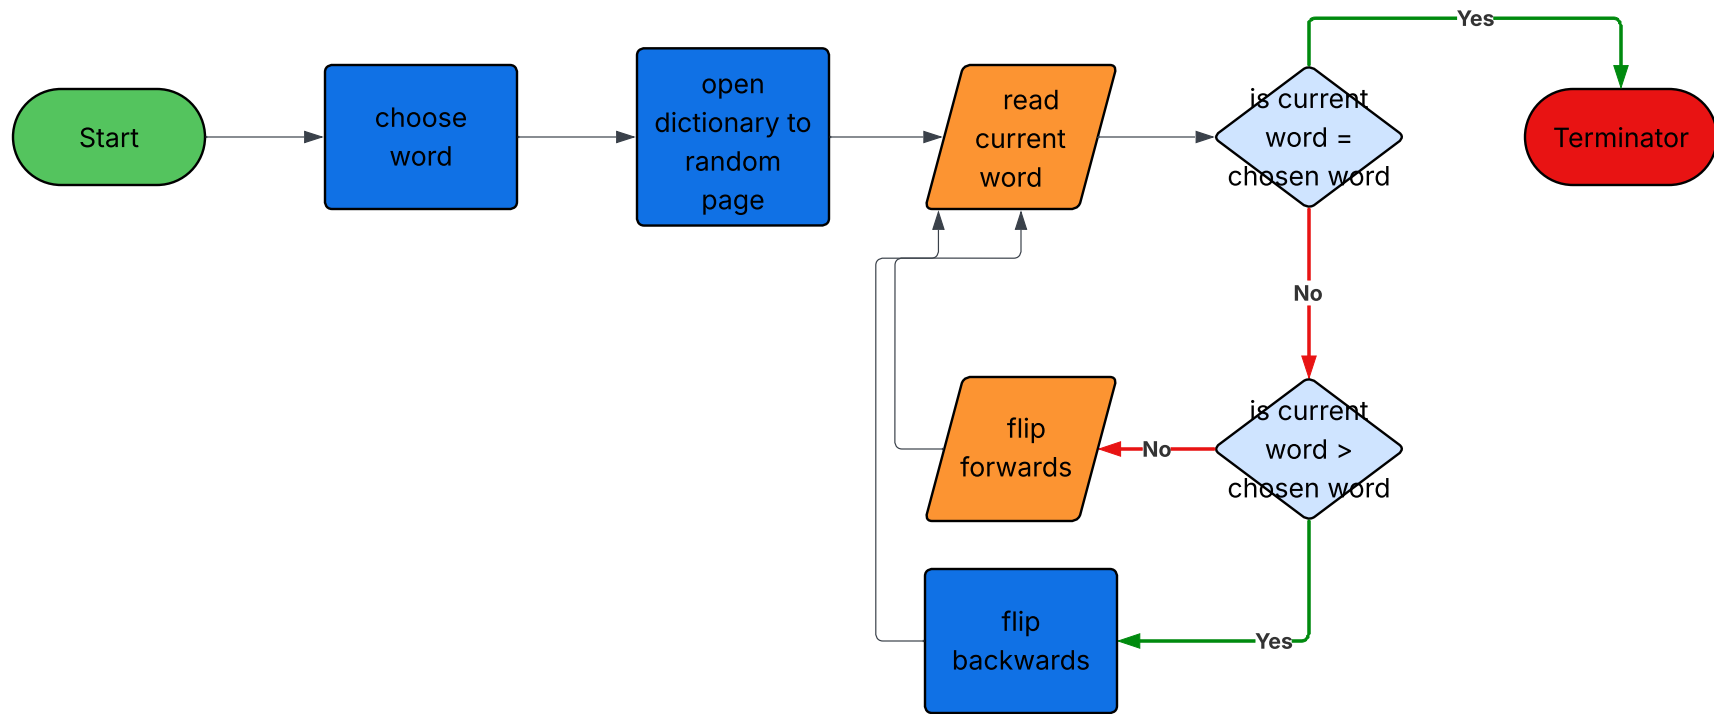 Start
choose
word
open
dictionary to
random
page
read
current
word
is current
word =
chosen word
Yes
Terminator
No
is current
word >
chosen word
No
flip
forwards
Yes
flip
backwards